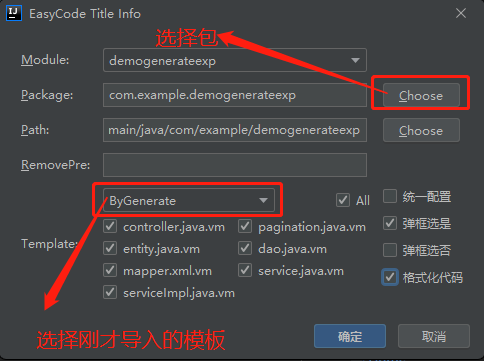 EasyCode Title Info
选择包
Module: demogenerateexp
Package: com.example.demogenerateexp Choose
Path: main/java/com/example/demogenerateexp Choose
RemovePre:
ByGenerate All 统一配置
Template: controller.java.vm pagination.java.vm 弹框选是
entity.java.vm dao.java.vm 弹框选否
mapper.xml.vm service.java.vm 格式化代码
serviceImpl.java.vm
选择刚才导入的模板
确定 取消